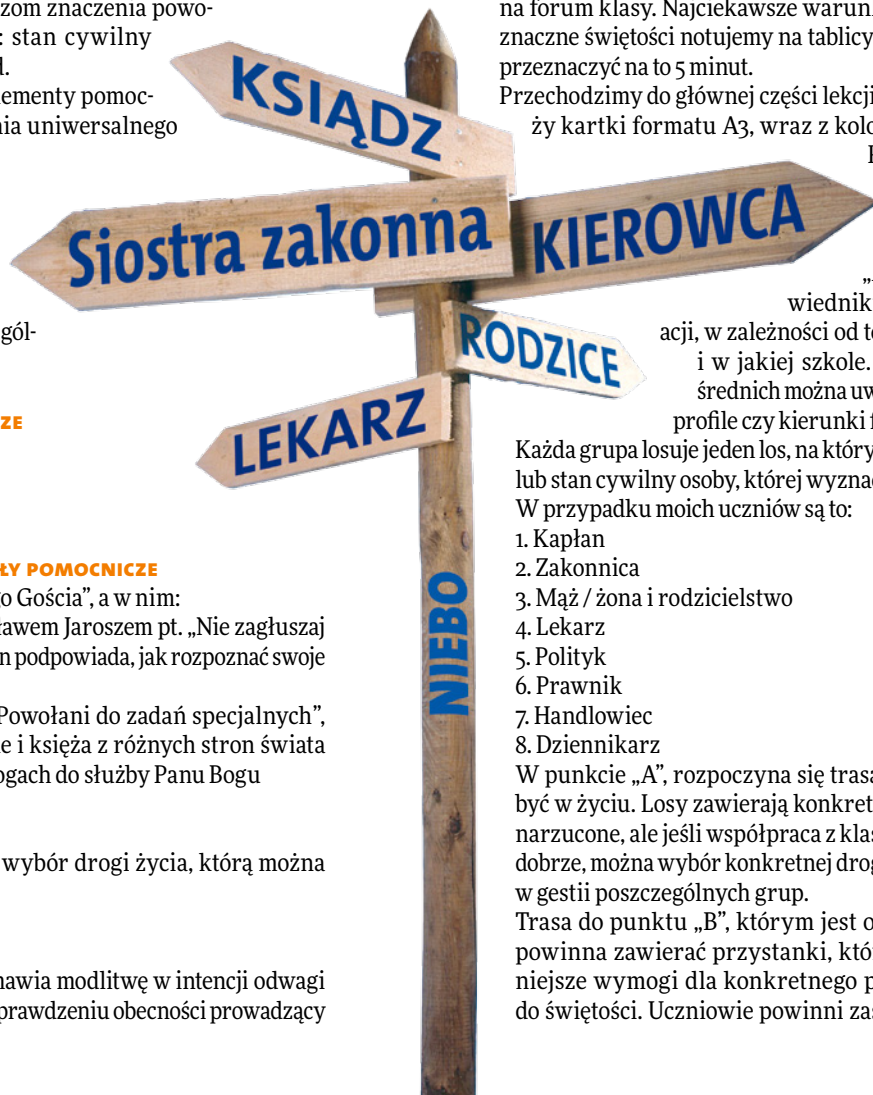 zom znaczenia powo-
: stan cywilny
d.
lementy pomoc-
nia uniwersalnego
gól-
ZE
ŁY POMOCNICZE
o Gościa”, a w nim:
ławem Jaroszem pt. „Nie zagłuszaj
n podpowiada, jak rozpoznać swoje
Powołani do zadań specjalnych”,
e i księża z różnych stron świata
ogach do służby Panu Bogu
wybór drogi życia, którą można
nawia modlitwę w intencji odwagi
prawdzeniu obecności prowadzący
KSIĄDZ
Siostra zakonna
KIEROWCA
RODZICE
LEKARZ
NIEBO
na forum klasy. Najciekawsze warun
znaczne świętości notujemy na tablicy
przeznaczyć na to 5 minut.
Przechodzimy do głównej części lekcji
ży kartki formatu A3, wraz z kolo
wiednik
acji, w zależności od te
i w jakiej szkole.
średnich można uw
profile czy kierunki f
Każda grupa losuje jeden los, na który
lub stan cywilny osoby, której wyzna
W przypadku moich uczniów są to:
1. Kapłan
2. Zakonnica
3. Mąż / żona i rodzicielstwo
4. Lekarz
5. Polityk
6. Prawnik
7. Handlowiec
8. Dziennikarz
W punkcie „A”, rozpoczyna się trasa
być w życiu. Losy zawierają konkret
narzucone, ale jeśli współpraca z klas
dobrze, można wybór konkretnej drog
w gestii poszczególnych grup.
Trasa do punktu „B”, którym jest o
powinna zawierać przystanki, któ
niejsze wymogi dla konkretnego p
do świętości. Uczniowie powinni zas